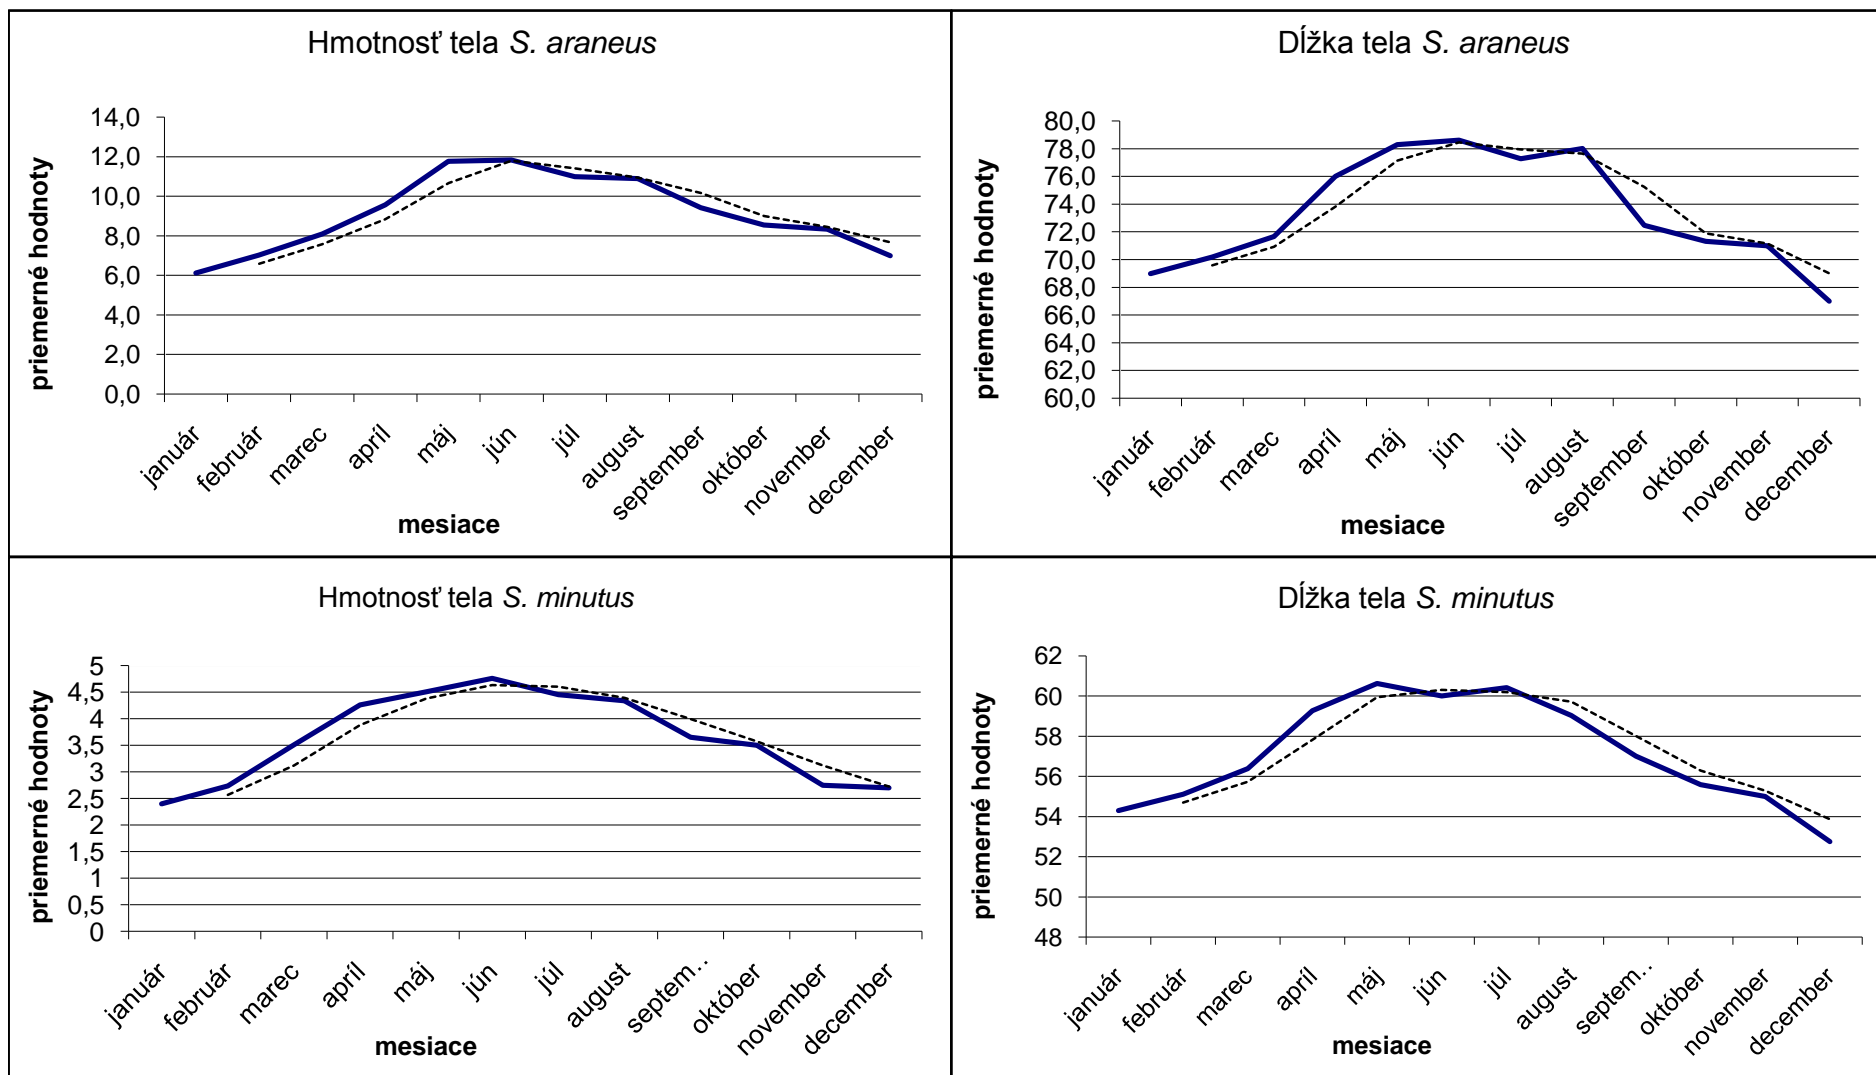 Hmotnosť tela S. araneus
priemerné hodnoty
14,0
12,0
10,0
8,0
6,0
4,0
2,0
0,0
január
február
marec
apríl
máj
jún
júl
august
september
október
november
december
mesiace
Dĺžka tela S. araneus
priemerné hodnoty
80,0
78,0
76,0
74,0
72,0
70,0
68,0
66,0
64,0
62,0
60,0
január
február
marec
apríl
máj
jún
júl
august
september
október
november
december
mesiace
Hmotnosť tela S. minutus
priemerné hodnoty
5
4,5
4
3,5
3
2,5
2
1,5
1
0,5
0
január
február
marec
apríl
máj
jún
júl
august
septem…
október
november
december
mesiace
Dĺžka tela S. minutus
priemerné hodnoty
62
60
58
56
54
52
50
48
január
február
marec
apríl
máj
jún
júl
august
septem…
október
november
december
mesiace